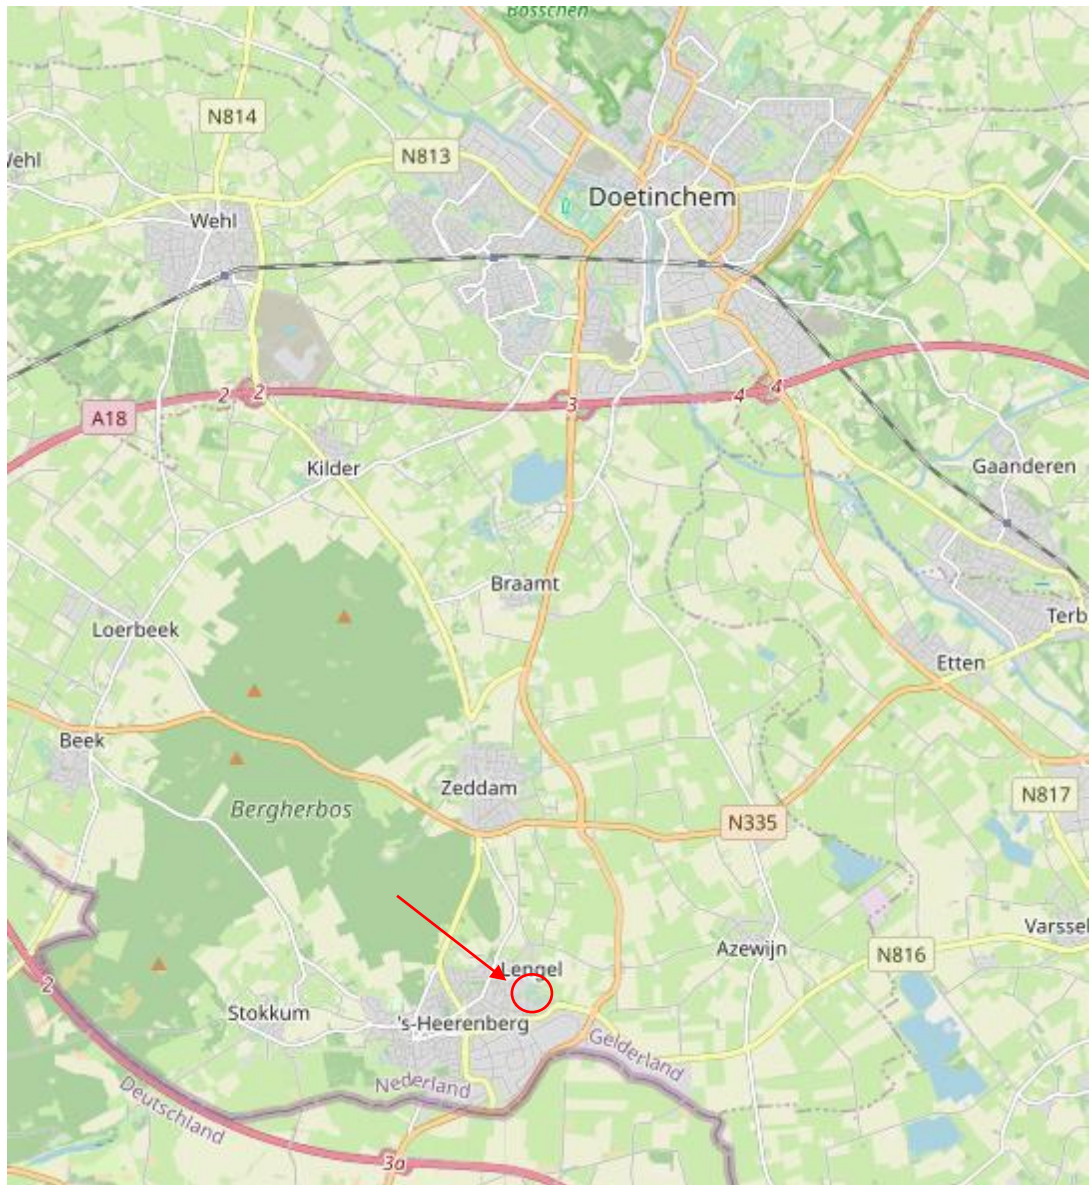 Bosschen
N814
N813
Wehl
Doetinchem
Wehl
2
2
4
4
3
A18
Kilder
Gaanderen
Braamt
Terb
Loerbeek
Etten
Beek
Zeddam
N817
Bergherbos
N335
Varssel
Azewijn
N816
Lengel
2
Stokkum
's-Heerenberg
Gelderland
Nederland
Deutschland
3a